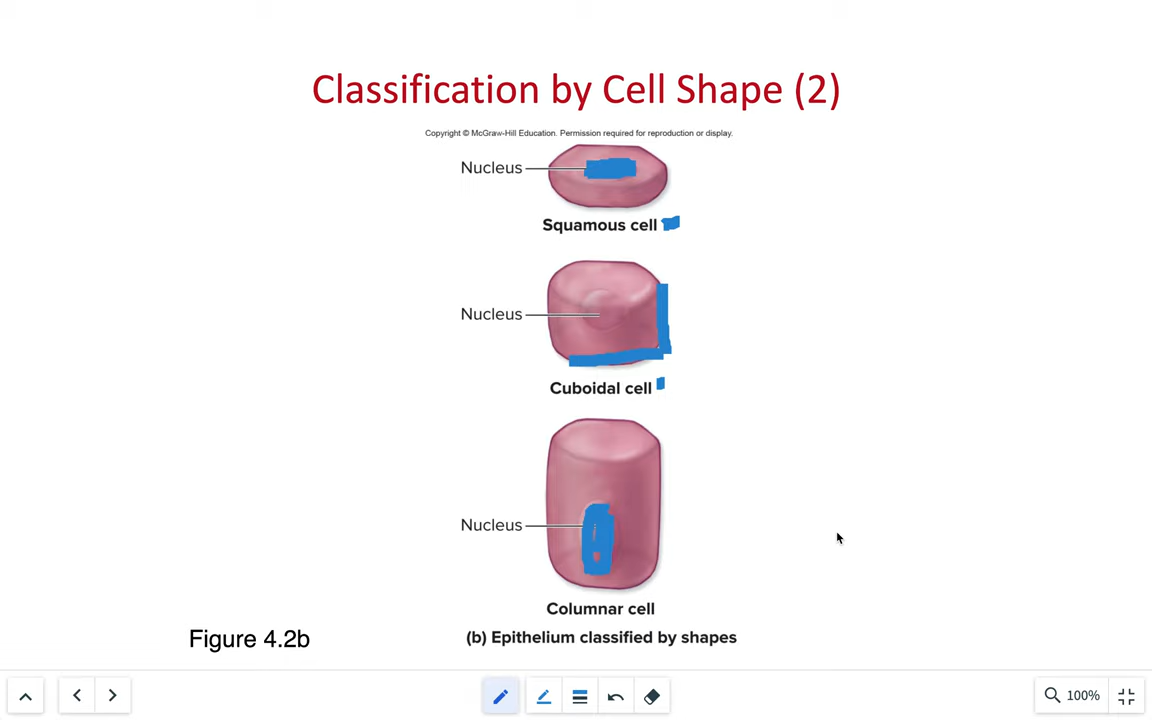 Classification by Cell Shape (2)
Copyright © McGraw-Hill Education. Permission required for reproduction or display.
Nucleus
Squamous cell
Nucleus
Cuboidal cell
Nucleus
Columnar cell
Figure 4.2b
(b) Epithelium classified by shapes
100%